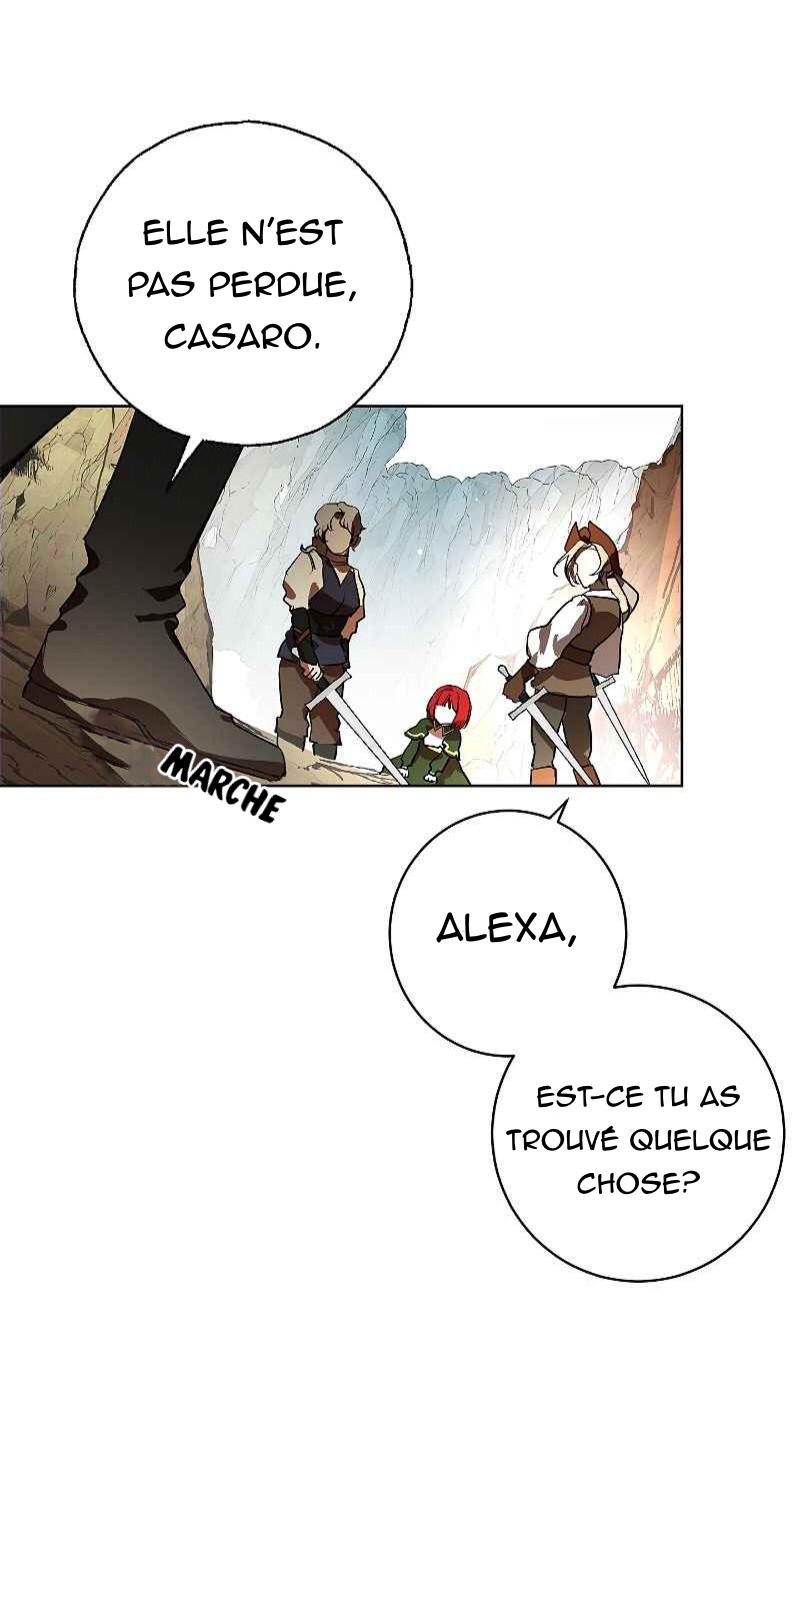 ELLE N'EST
PAS PERDUE,
CASARO.
MARCHE
ALEXA,
EST-CE TU AS
TROUVÉ QUELQUE
CHOSE?